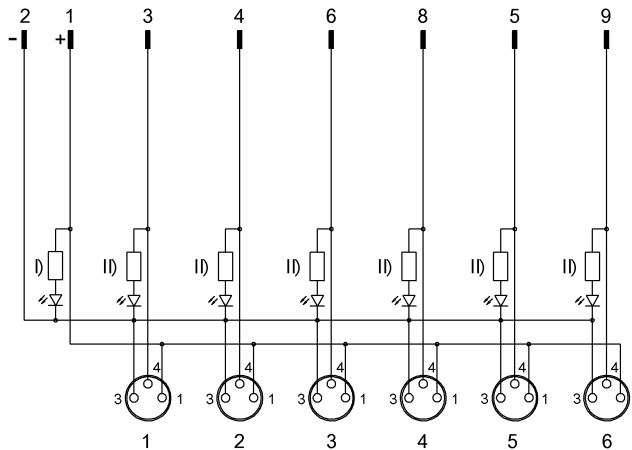 2 1 3 4 6 8 5 9
- +
I) II) II) II) II) II) II)
4 4 4 4 4 4
3 1 3 1 3 1 3 1 3 1 3 1
1 2 3 4 5 6